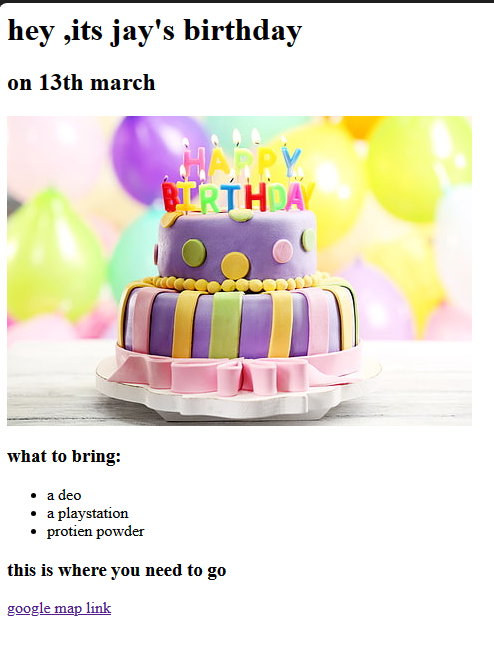 hey ,its jay's birthday
on 13th march
HAPPY
BIRTHDAY
what to bring:
a deo
a playstation
protien powder
this is where you need to go
google map link